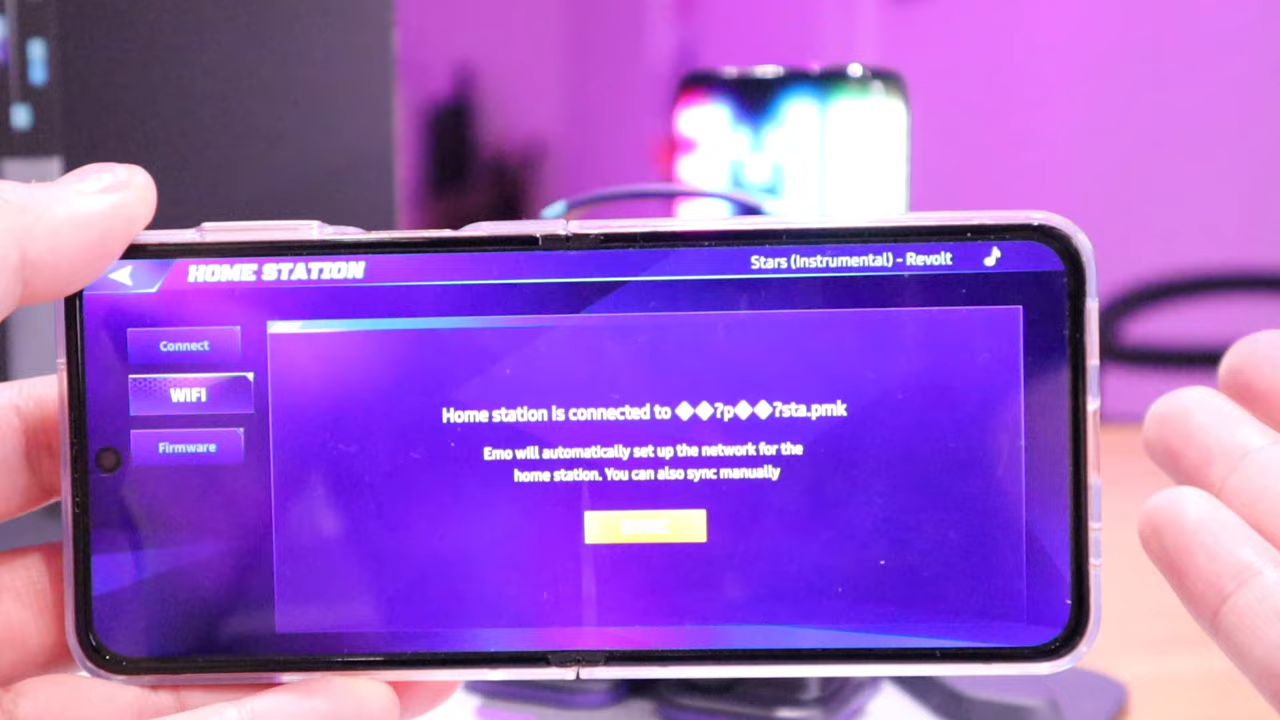 HOME STATION
Stars (Instrumental) - Revolt
Connect
WIFI
Firmware
Home station is connected to ��?p��?sta.pmk
Emo will automatically set up the network for the
home station. You can also sync manually